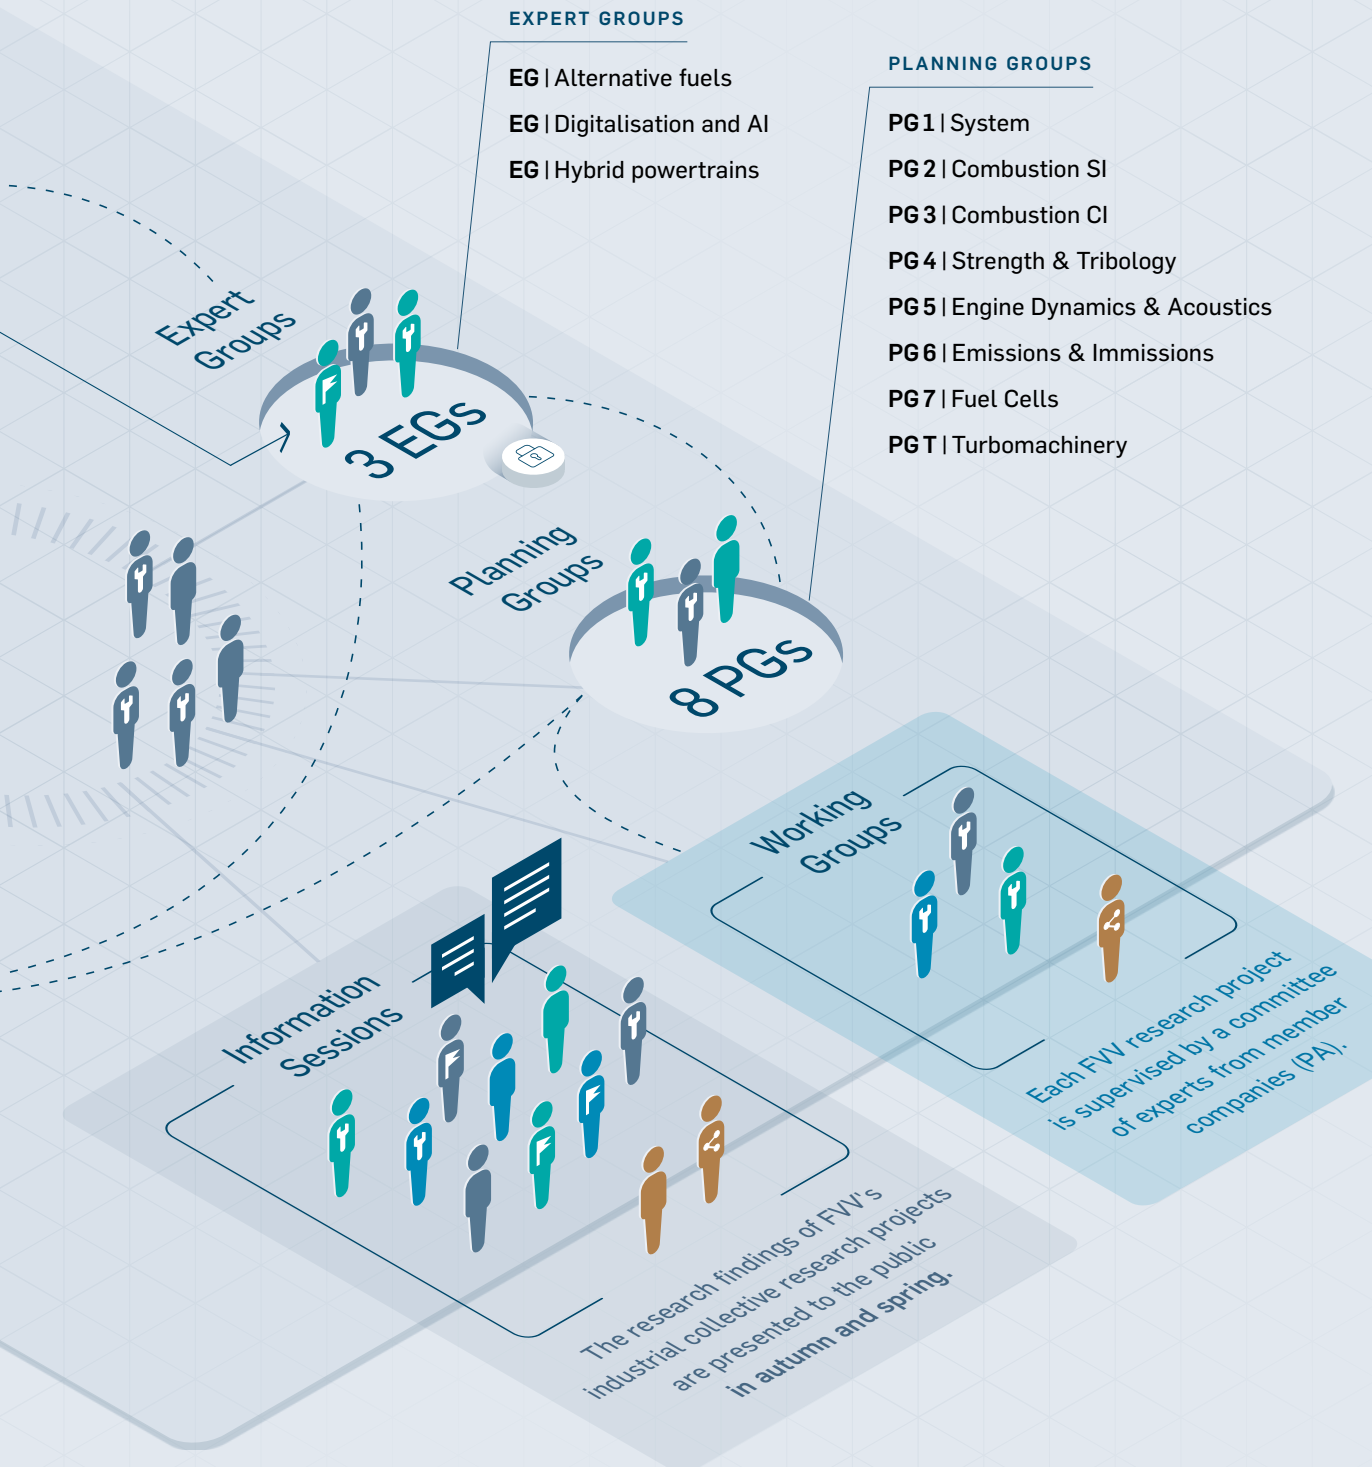 EXPERT GROUPS
EG | Alternative fuels
EG | Digitalisation and AI
EG | Hybrid powertrains
PLANNING GROUPS
PG 1 | System
PG 2 | Combustion SI
PG 3 | Combustion CI
PG 4 | Strength & Tribology
PG 5 | Engine Dynamics & Acoustics
PG 6 | Emissions & Immissions
PG 7 | Fuel Cells
PG T | Turbomachinery
Expert
Groups
3 EGs
Planning
Groups
8 PGs
Working
Groups
Each FVV research project
is supervised by a committee
of experts from member
companies (PA).
Information
Sessions
The research findings of FVV's
industrial collective research projects
are presented to the public
in autumn and spring.